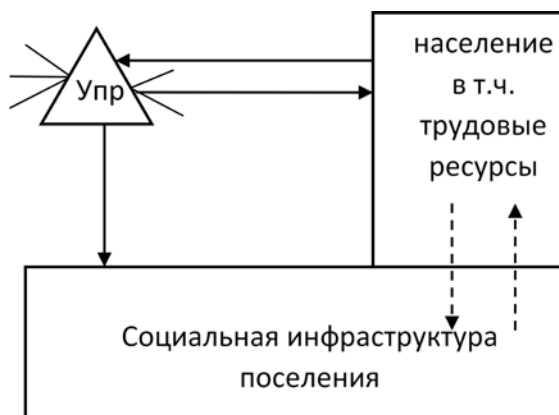 население
в т.ч.
трудовые
ресурсы
Упр
Социальная инфраструктура
поселения